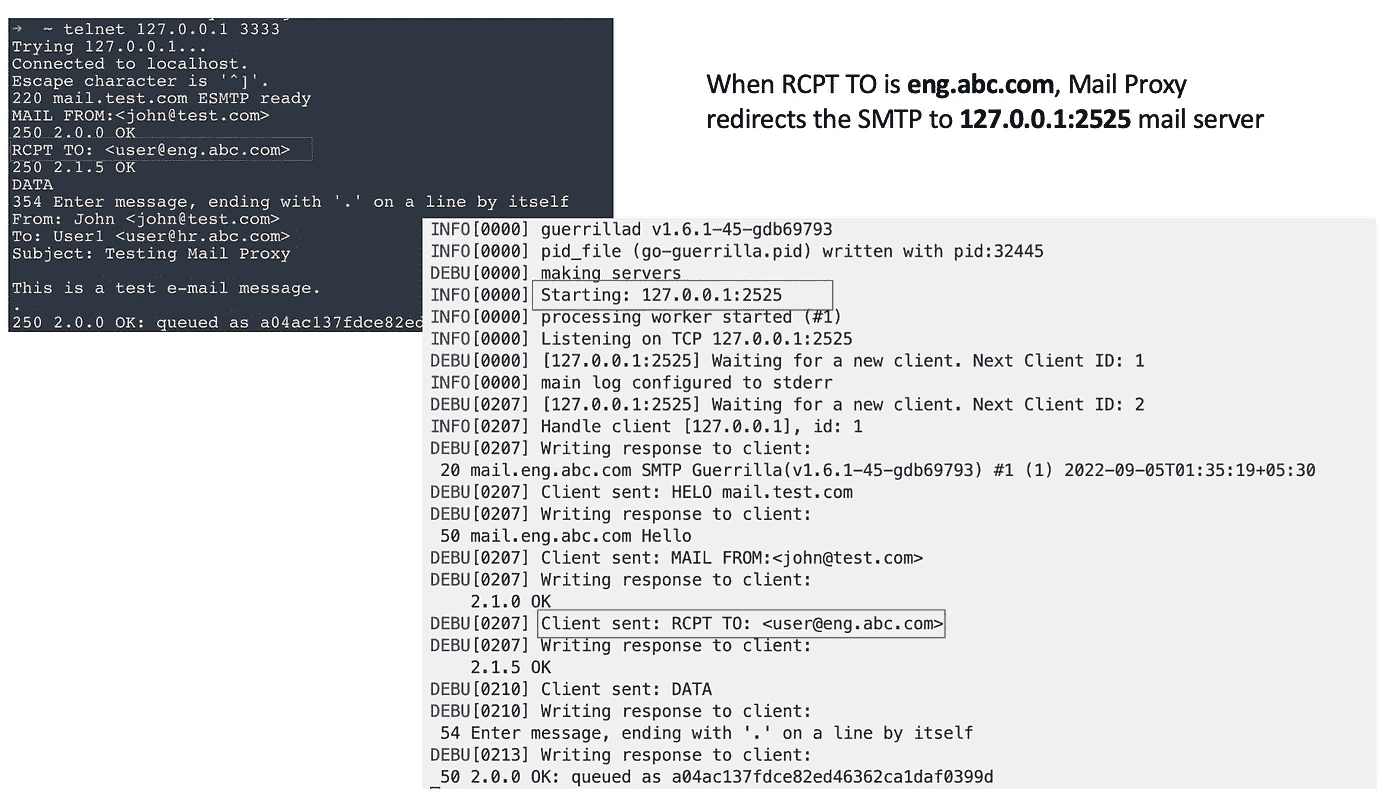 → ~ telnet 127.0.0.1 3333
Trying 127.0.0.1...
Connected to localhost.
Escape character is '^]'.
220 mail.test.com ESMTP ready
MAIL FROM:<john@test.com>
250 2.0.0 OK
RCPT TO: <user@eng.abc.com>
250 2.1.5 OK
DATA
354 Enter message, ending with '.' on a line by itself
From: John <john@test.com>
To: User1 <user@hr.abc.com>
Subject: Testing Mail Proxy
This is a test e-mail message.
.
250 2.0.0 OK: queued as a04ac137fdce82ed
When RCPT TO is eng.abc.com, Mail Proxy
redirects the SMTP to 127.0.0.1:2525 mail server
INFO[0000] guerrillad v1.6.1-45-gdb69793
INFO[0000] pid_file (go-guerrilla.pid) written with pid:32445
DEBU[0000] making servers
INFO[0000] Starting: 127.0.0.1:2525
INFO[0000] processing worker started (#1)
INFO[0000] Listening on TCP 127.0.0.1:2525
DEBU[0000] [127.0.0.1:2525] Waiting for a new client. Next Client ID: 1
INFO[0000] main log configured to stderr
DEBU[0207] [127.0.0.1:2525] Waiting for a new client. Next Client ID: 2
INFO[0207] Handle client [127.0.0.1], id: 1
DEBU[0207] Writing response to client:
20 mail.eng.abc.com SMTP Guerrilla(v1.6.1-45-gdb69793) #1 (1) 2022-09-05T01:35:19+05:30
DEBU[0207] Client sent: HELO mail.test.com
DEBU[0207] Writing response to client:
50 mail.eng.abc.com Hello
DEBU[0207] Client sent: MAIL FROM:<john@test.com>
DEBU[0207] Writing response to client:
2.1.0 OK
DEBU[0207] Client sent: RCPT TO: <user@eng.abc.com>
DEBU[0207] Writing response to client:
2.1.5 OK
DEBU[0210] Client sent: DATA
DEBU[0210] Writing response to client:
54 Enter message, ending with '.' on a line by itself
DEBU[0213] Writing response to client:
50 2.0.0 OK: queued as a04ac137fdce82ed46362ca1daf0399d